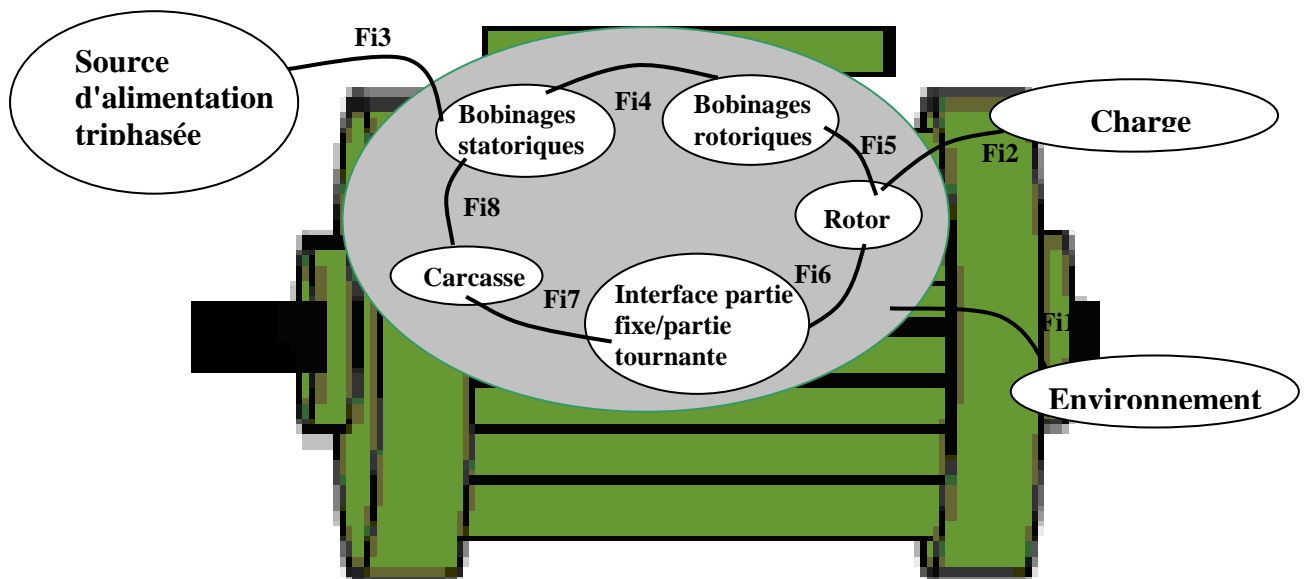 Fi3
Source
d'alimentation
triphasée
Bobinages
statoriques
Fi4
Bobinages
rotoriques
Fi5
Charge
Fi2
Fi8
Rotor
Carcasse
Fi7
Interface partie
fixe/partie
tournante
Fi6
Fi1
Environnement